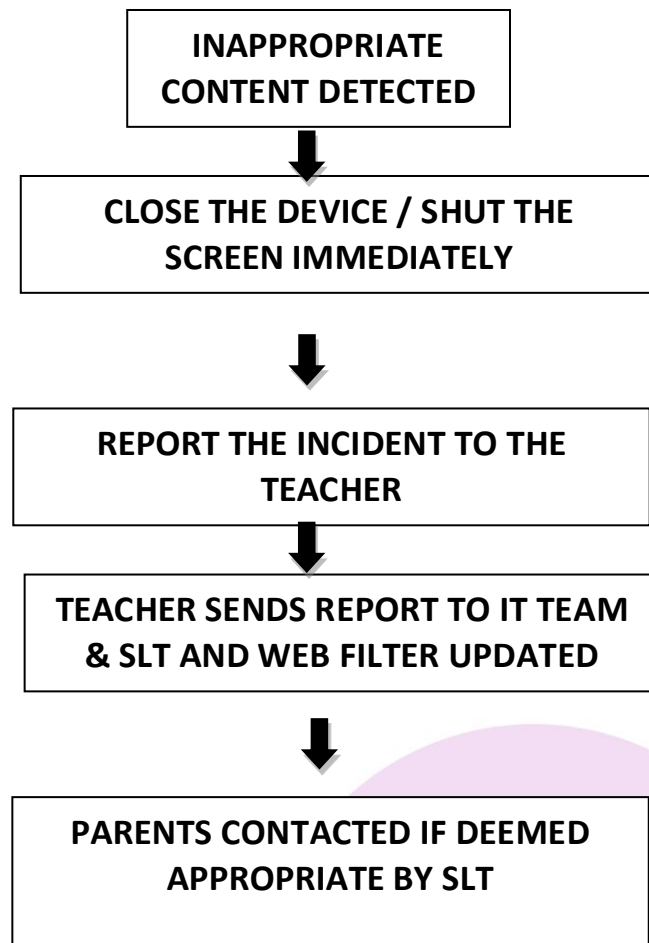 INAPPROPRIATE
CONTENT DETECTED
CLOSE THE DEVICE / SHUT THE
SCREEN IMMEDIATELY
REPORT THE INCIDENT TO THE
TEACHER
TEACHER SENDS REPORT TO IT TEAM
& SLT AND WEB FILTER UPDATED
PARENTS CONTACTED IF DEEMED
APPROPRIATE BY SLT